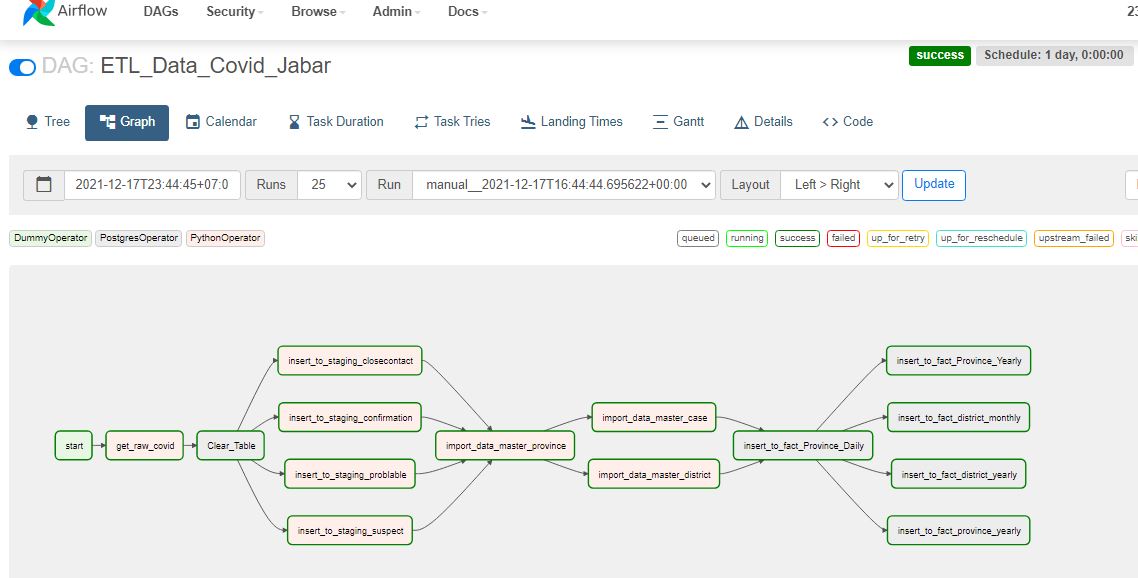 Airflow DAGs Security Browse Admin Docs 23
DAG: ETL_Data_Covid_Jabar success Schedule: 1 day, 0:00:00
Tree Graph Calendar Task Duration Task Tries Landing Times Gantt Details <> Code
2021-12-17T23:44:45+07:0 Runs 25 Run manual__2021-12-17T16:44:44.695622+00:00 Layout Left > Right Update
DummyOperator PostgresOperator PythonOperator queued running success failed up_for_retry up_for_reschedule upstream_failed ski
start
get_raw_covid
Clear_Table
insert_to_staging_closecontact
insert_to_staging_confirmation
insert_to_staging_problable
insert_to_staging_suspect
import_data_master_province
import_data_master_case
import_data_master_district
insert_to_fact_Province_Daily
insert_to_fact_Province_Yearly
insert_to_fact_district_monthly
insert_to_fact_district_yearly
insert_to_fact_province_yearly